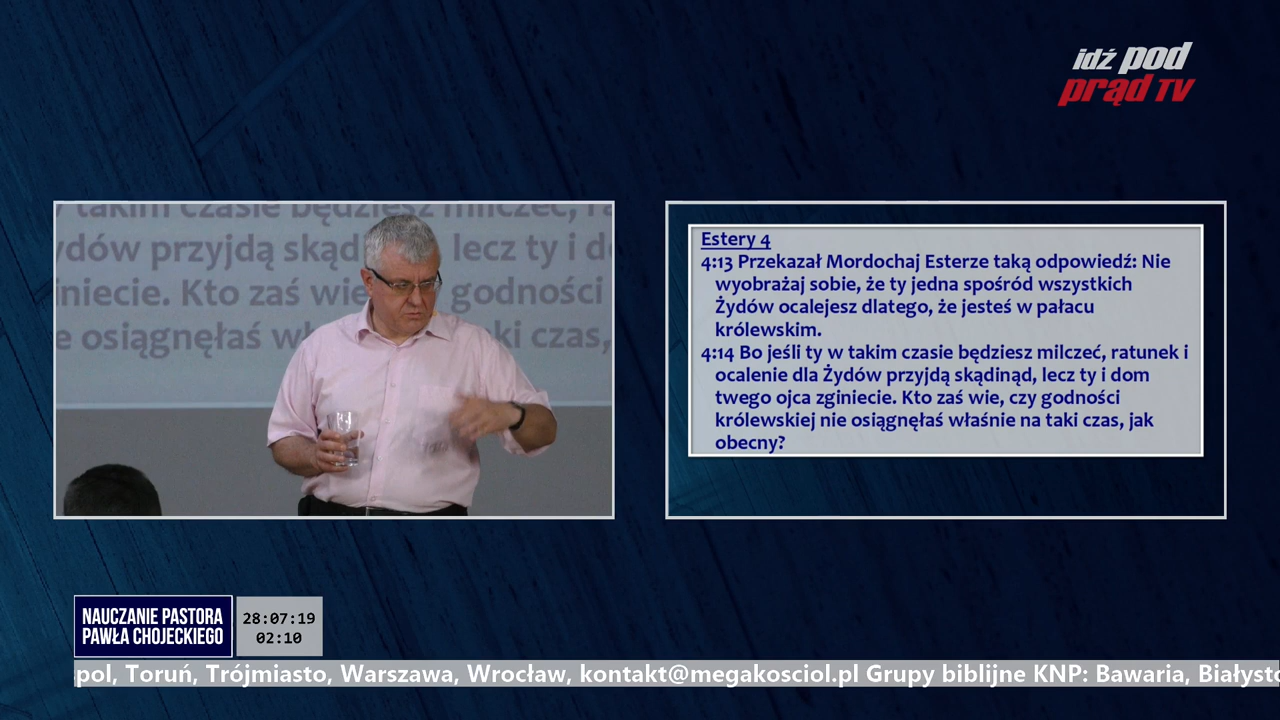 idź pod
prąd TV
takim czasie będziesz milczeć,
ydów przyjdą skądin lecz ty i do
giniecie. Kto zaś wie godności
e osiągnęłaś wł taki czas,
Estery 4
4:13 Przekazał Mordochaj Esterze taką odpowiedź: Nie
wyobrażaj sobie, że ty jedna spośród wszystkich
Żydów ocalejesz dlatego, że jesteś w pałacu
królewskim.
4:14 Bo jeśli ty w takim czasie będziesz milczeć, ratunek i
ocalenie dla Żydów przyjdą skądinąd, lecz ty i dom
twego ojca zginiecie. Kto zaś wie, czy godności
królewskiej nie osiągnęłaś właśnie na taki czas, jak
obecny?
NAUCZANIE PASTORA
PAWŁA CHOJECKIEGO
28:07:19
02:10
pol, Toruń, Trójmiasto, Warszawa, Wrocław, kontakt@megakosciol.pl Grupy biblijne KNP: Bawaria, Białysto